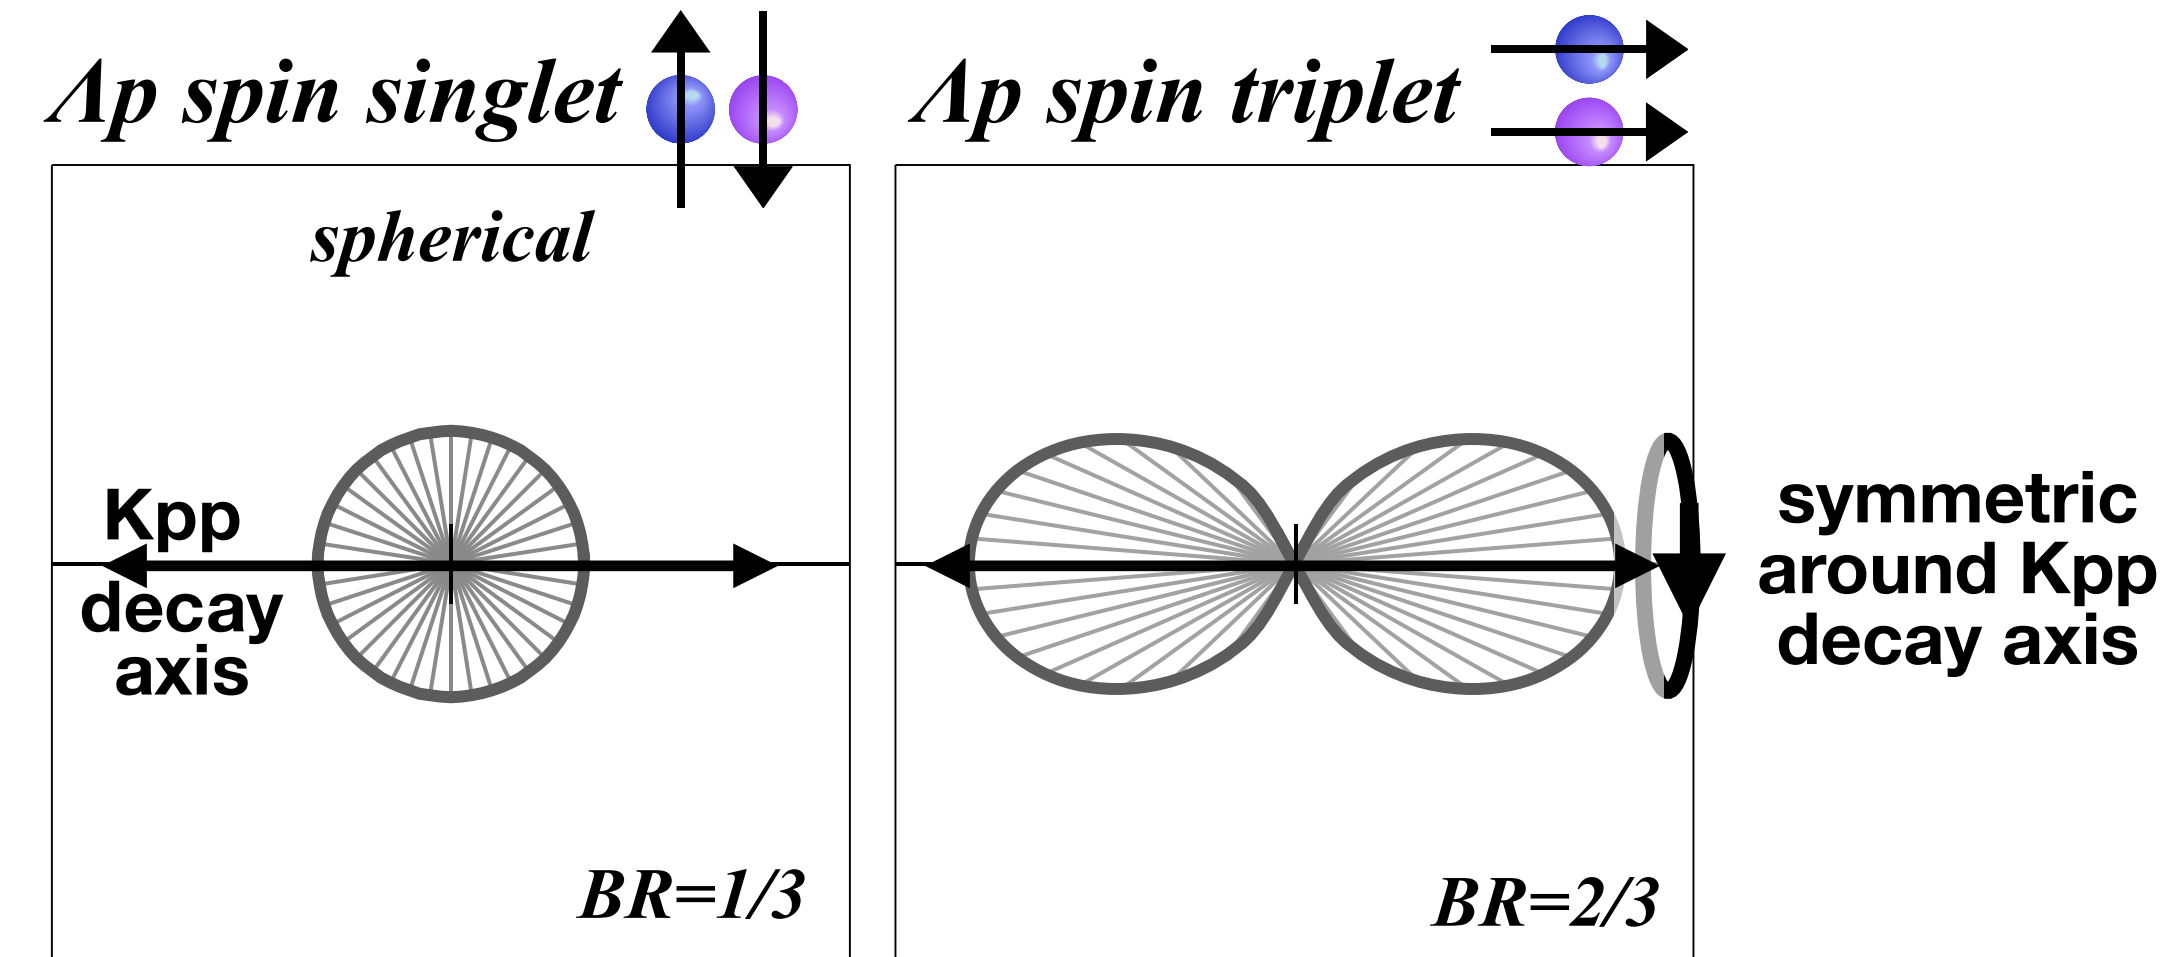 Λp spin singlet
spherical
Kpp
decay
axis
BR=1/3
Λp spin triplet
BR=2/3
symmetric
around Kpp
decay axis